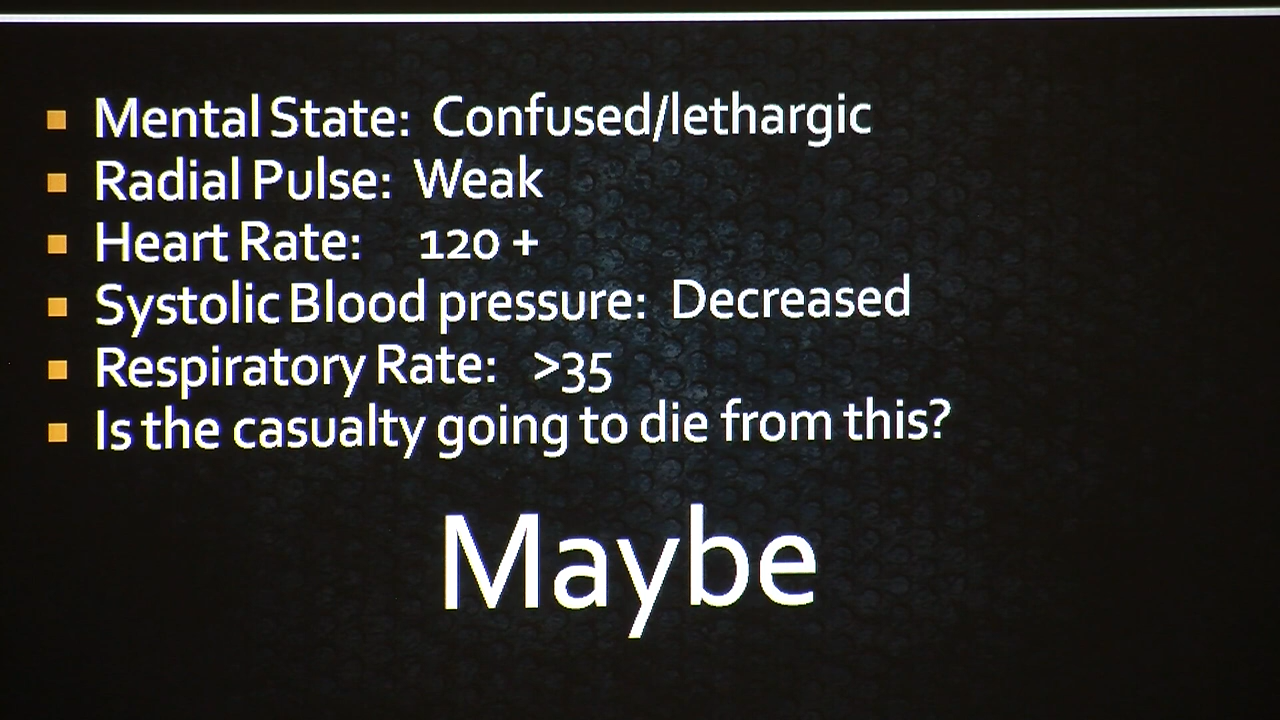 Mental State: Confused/lethargic
Radial Pulse: Weak
Heart Rate: 120 +
Systolic Blood pressure: Decreased
Respiratory Rate: >35
Is the casualty going to die from this?
Maybe